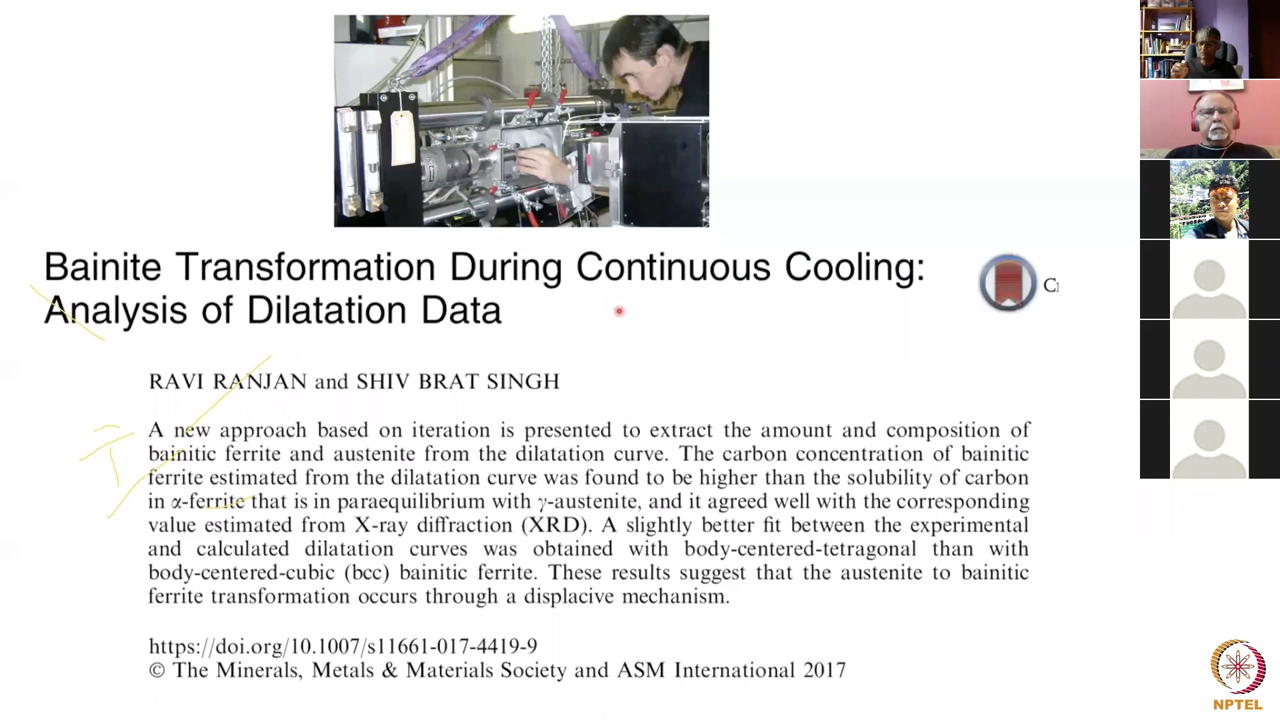 Bainite Transformation During Continuous Cooling:
Analysis of Dilatation Data
RAVI RANJAN and SHIV BRAT SINGH
A new approach based on iteration is presented to extract the amount and composition of
bainitic ferrite and austenite from the dilatation curve. The carbon concentration of bainitic
ferrite estimated from the dilatation curve was found to be higher than the solubility of carbon
in α-ferrite that is in paraequilibrium with γ-austenite, and it agreed well with the corresponding
value estimated from X-ray diffraction (XRD). A slightly better fit between the experimental
and calculated dilatation curves was obtained with body-centered-tetragonal than with
body-centered-cubic (bcc) bainitic ferrite. These results suggest that the austenite to bainitic
ferrite transformation occurs through a displacive mechanism.
https://doi.org/10.1007/s11661-017-4419-9
© The Minerals, Metals & Materials Society and ASM International 2017
NPTEL